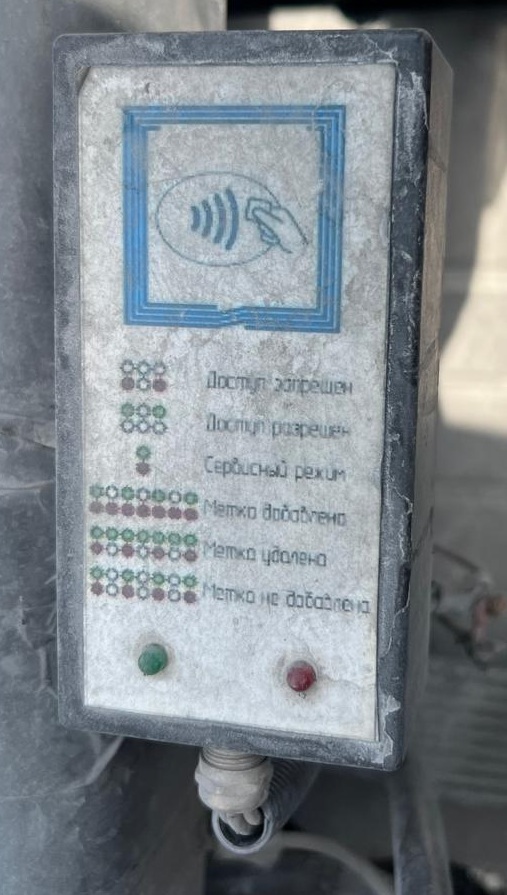 Доступ запрещен
Доступ разрешен
Сервисный режим
Метка добавлена
Метка удалена
Метка не добавлена